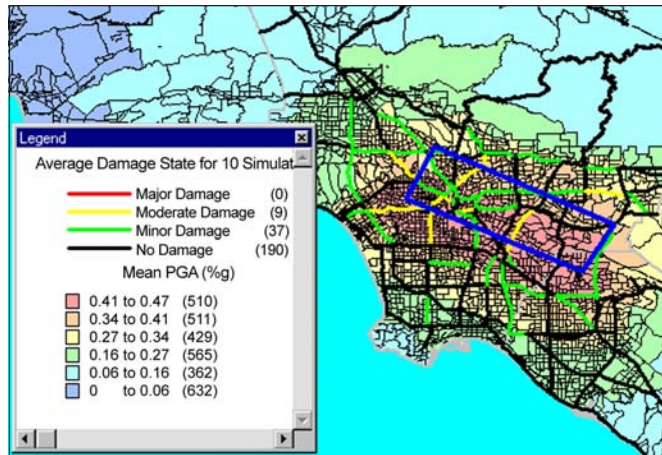 Legend
Average Damage State for 10 Simulat
Major Damage (0)
Moderate Damage (9)
Minor Damage (37)
No Damage (190)
Mean PGA (%g)
0.41 to 0.47 (510)
0.34 to 0.41 (511)
0.27 to 0.34 (429)
0.16 to 0.27 (565)
0.06 to 0.16 (362)
0 to 0.06 (632)